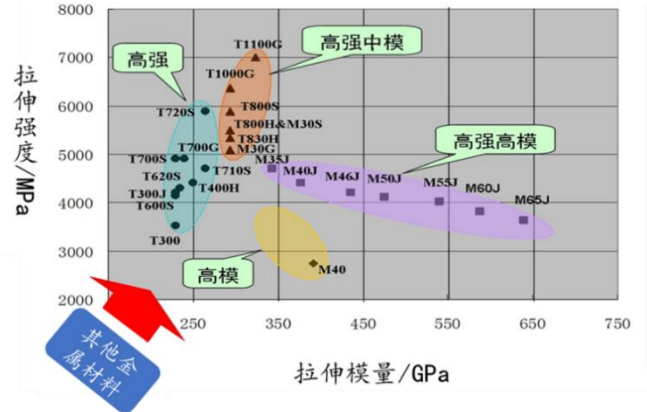 拉伸强度/MPa
8000
7000
6000
5000
4000
3000
2000
高强
高强中模
高强高模
高模
T1100G
T1000G
T800S
T720S
T800H&M30S
T830H
M30G
T700G
T700S
T710S
T620S
T400H
T300J
T600S
T300
M35J
M40J
M46J
M50J
M55J
M60J
M65J
M40
250
350
450
550
650
750
拉伸模量/GPa
其他金
属材料